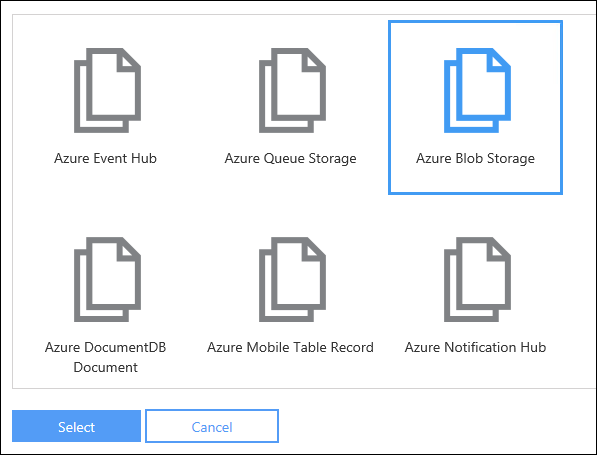 Azure Event Hub
Azure Queue Storage
Azure Blob Storage
Azure DocumentDB
Document
Azure Mobile Table Record
Azure Notification Hub
Select
Cancel